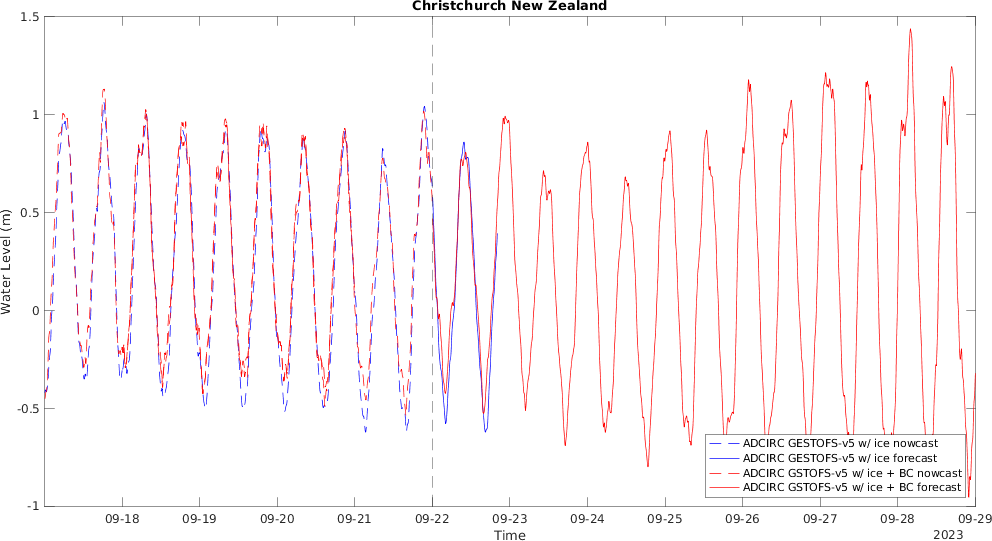 Christchurch New Zealand
1.5
1
0.5
0
-0.5
-1
Water Level (m)
ADCIRC GESTOFS-v5 w/ ice nowcast
ADCIRC GESTOFS-v5 w/ ice forecast
ADCIRC GSTOFS-v5 w/ ice + BC nowcast
ADCIRC GSTOFS-v5 w/ ice + BC forecast
09-18 09-19 09-20 09-21 09-22 09-23 09-24 09-25 09-26 09-27 09-28 09-29
Time
2023